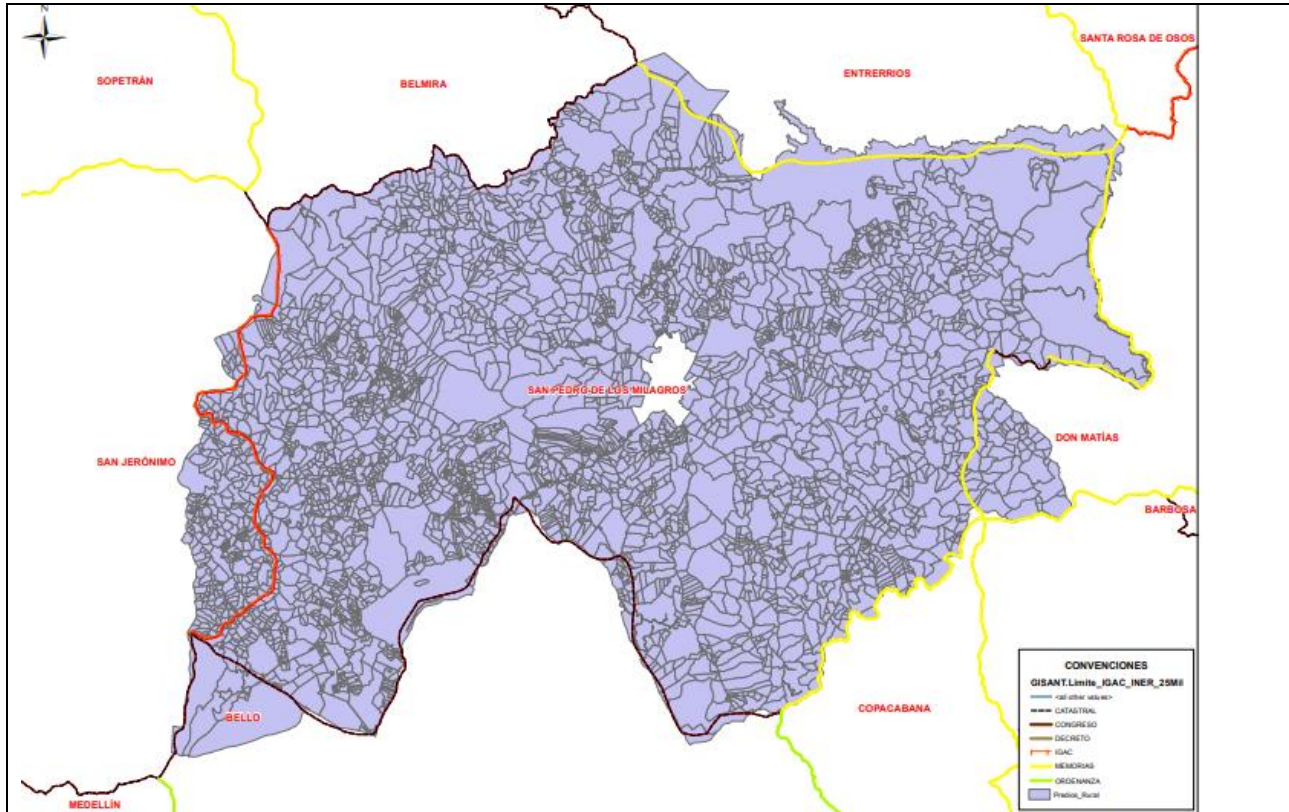 N
SANTA ROSA DE OSOS
SOPETRÁN
BELMIRA
ENTRERRIOS
SAN PEDRO DE LOS MILAGROS
DON MATÍAS
SAN JERÓNIMO
BARBOSA
COPACABANA
BELLO
MEDELLÍN
CONVENCIONES
GISANT.Limite_IGAC_INER_25Mil
<all other values>
CATASTRAL
CONGRESO
DECRETO
IGAC
MEMORIAS
ORDENANZA
Predios_Rural